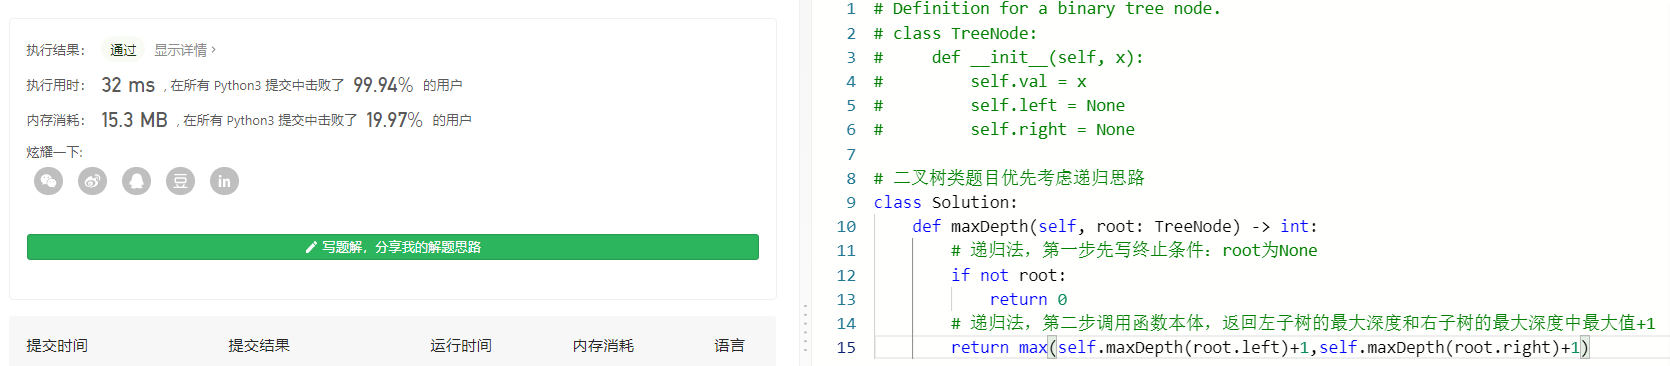 执行结果： 通过 显示详情 ›
执行用时： 32 ms , 在所有 Python3 提交中击败了 99.94% 的用户
内存消耗： 15.3 MB , 在所有 Python3 提交中击败了 19.97% 的用户
炫耀一下:
豆 in
写题解，分享我的解题思路
提交时间 提交结果 运行时间 内存消耗 语言
1 # Definition for a binary tree node.
2 # class TreeNode:
3 #     def __init__(self, x):
4 #         self.val = x
5 #         self.left = None
6 #         self.right = None
7
8 # 二叉树类题目优先考虑递归思路
9 class Solution:
10     def maxDepth(self, root: TreeNode) -> int:
11         # 递归法，第一步先写终止条件：root为None
12         if not root:
13             return 0
14         # 递归法，第二步调用函数本体，返回左子树的最大深度和右子树的最大深度中最大值+1
15         return max(self.maxDepth(root.left)+1,self.maxDepth(root.right)+1)